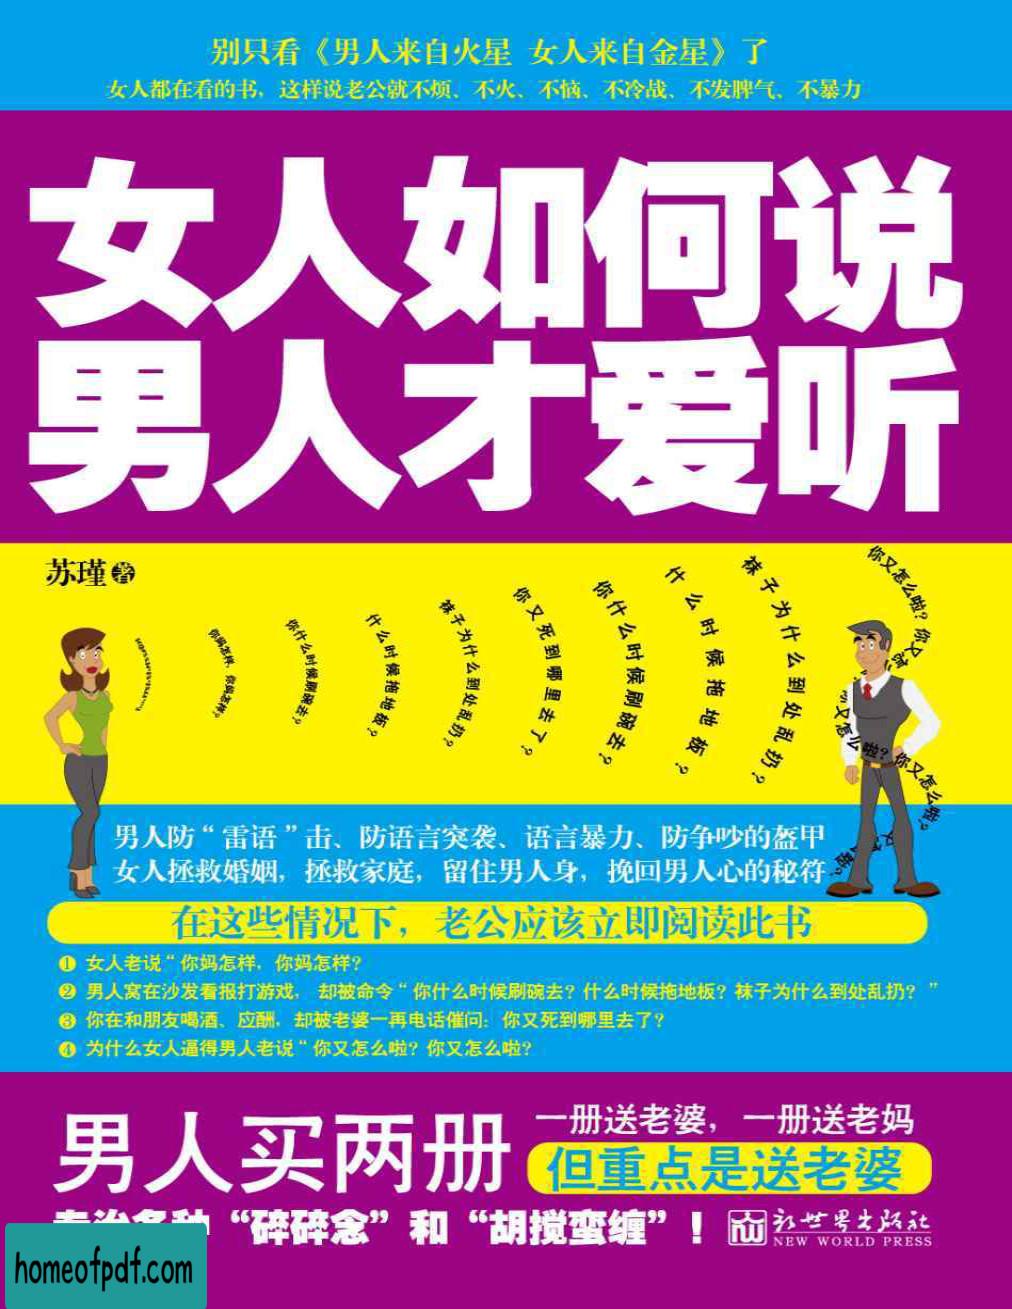 别只看《男人来自火星 女人来自金星》了
女人都在看的书，这样说老公就不烦、不火、不恼、不冷战、不发脾气、不暴力
女人如何说
男人才爱听
苏瑾 著
你妈怎样，你妈怎样？
你什么时候刷碗去？
什么时候拖地板？
袜子为什么到处乱扔？
你又死到哪里去了？
你什么时候刷碗去？
什么时候拖地板？
袜子为什么到处乱扔？
你又怎么啦？你又
你又怎么啦？你又怎么啦？
男人防“雷语”击、防语言突袭、语言暴力、防争吵的盔甲
女人拯救婚姻，拯救家庭，留住男人身，挽回男人心的秘符
在这些情况下，老公应该立即阅读此书
❶ 女人老说“你妈怎样，你妈怎样？
❷ 男人窝在沙发看报打游戏， 却被命令“你什么时候刷碗去？什么时候拖地板？袜子为什么到处乱扔？”
❸ 你在和朋友喝酒、应酬，却被老婆一再电话催问：你又死到哪里去了？
❹ 为什么女人逼得男人老说“你又怎么啦？你又怎么啦？
男人买两册
一册送老婆，一册送老妈
但重点是送老婆
“碎碎念”和“胡搅蛮缠”！
新世界出版社
NEW WORLD PRESS
homeofpdf.com